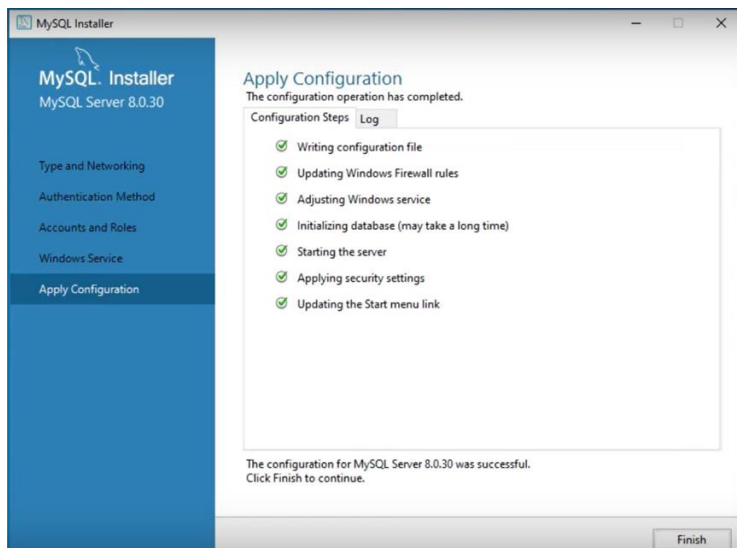 MySQL Installer
MySQL. Installer
MySQL Server 8.0.30
Type and Networking
Authentication Method
Accounts and Roles
Windows Service
Apply Configuration
Apply Configuration
The configuration operation has completed.
Configuration Steps Log
Writing configuration file
Updating Windows Firewall rules
Adjusting Windows service
Initializing database (may take a long time)
Starting the server
Applying security settings
Updating the Start menu link
The configuration for MySQL Server 8.0.30 was successful.
Click Finish to continue.
Finish